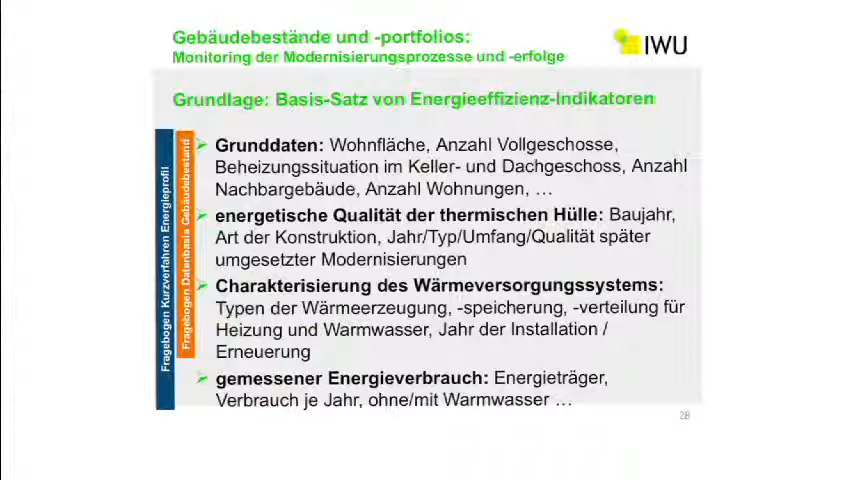 Gebäudebestände und -portfolios:
Monitoring der Modernisierungsprozesse und -erfolge
IWU
Grundlage: Basis-Satz von Energieeffizienz-Indikatoren
Fragebogen Kurzverfahren Energieprofil
Fragebogen Datenbasis Gebäudebestand
Grunddaten: Wohnfläche, Anzahl Vollgeschosse,
Beheizungssituation im Keller- und Dachgeschoss, Anzahl
Nachbargebäude, Anzahl Wohnungen, …
energetische Qualität der thermischen Hülle: Baujahr,
Art der Konstruktion, Jahr/Typ/Umfang/Qualität später
umgesetzter Modernisierungen
Charakterisierung des Wärmeversorgungssystems:
Typen der Wärmeerzeugung, -speicherung, -verteilung für
Heizung und Warmwasser, Jahr der Installation /
Erneuerung
gemessener Energieverbrauch: Energieträger,
Verbrauch je Jahr, ohne/mit Warmwasser …
28